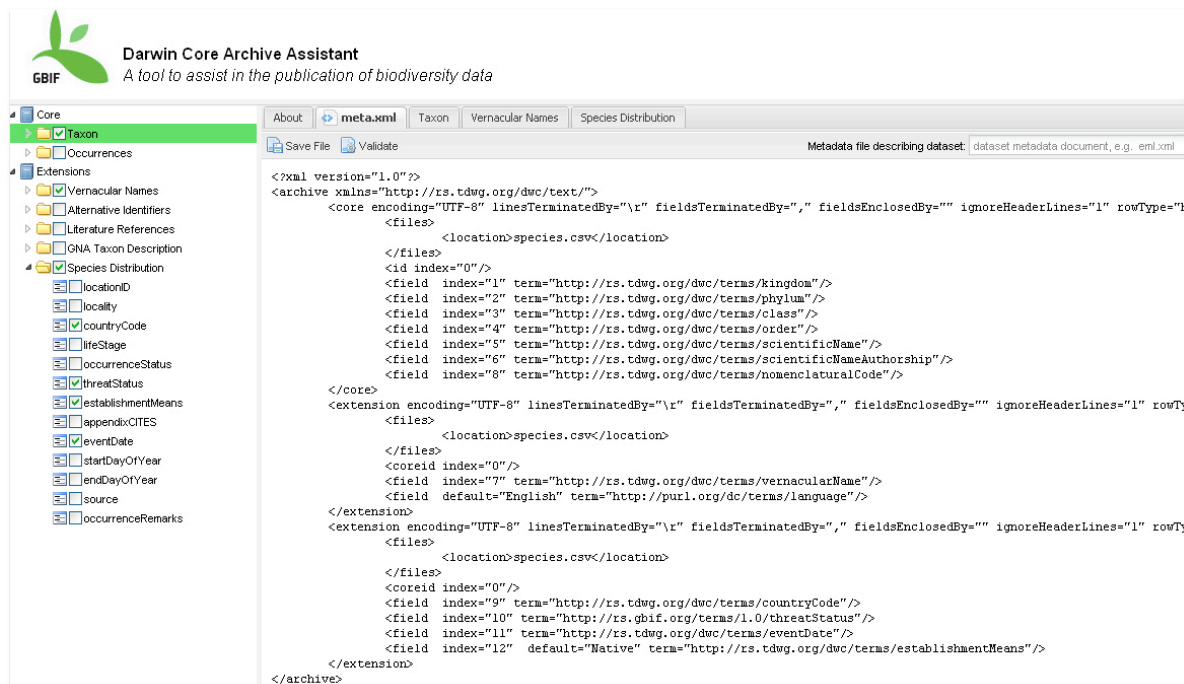 GBIF
Darwin Core Archive Assistant
A tool to assist in the publication of biodiversity data
Core
Taxon
Occurrences
Extensions
Vernacular Names
Alternative Identifiers
Literature References
GNA Taxon Description
Species Distribution
locationID
locality
countryCode
lifeStage
occurrenceStatus
threatStatus
establishmentMeans
appendixCITES
eventDate
startDayOfYear
endDayOfYear
source
occurrenceRemarks
About meta.xml Taxon Vernacular Names Species Distribution
Save File Validate Metadata file describing dataset: dataset metadata document, e.g. eml.xml
<?xml version="1.0"?>
<archive xmlns="http://rs.tdwg.org/dwc/text/">
<core encoding="UTF-8" linesTerminatedBy="\r" fieldsTerminatedBy="," fieldsEnclosedBy="" ignoreHeaderLines="1" rowType="h
<files>
<location>species.csv</location>
</files>
<id index="0"/>
<field index="1" term="http://rs.tdwg.org/dwc/terms/kingdom"/>
<field index="2" term="http://rs.tdwg.org/dwc/terms/phylum"/>
<field index="3" term="http://rs.tdwg.org/dwc/terms/class"/>
<field index="4" term="http://rs.tdwg.org/dwc/terms/order"/>
<field index="5" term="http://rs.tdwg.org/dwc/terms/scientificName"/>
<field index="6" term="http://rs.tdwg.org/dwc/terms/scientificNameAuthorship"/>
<field index="8" term="http://rs.tdwg.org/dwc/terms/nomenclaturalCode"/>
</core>
<extension encoding="UTF-8" linesTerminatedBy="\r" fieldsTerminatedBy="," fieldsEnclosedBy="" ignoreHeaderLines="1" rowTy
<files>
<location>species.csv</location>
</files>
<coreid index="0"/>
<field index="7" term="http://rs.tdwg.org/dwc/terms/vernacularName"/>
<field default="English" term="http://purl.org/dc/terms/language"/>
</extension>
<extension encoding="UTF-8" linesTerminatedBy="\r" fieldsTerminatedBy="," fieldsEnclosedBy="" ignoreHeaderLines="1" rowTy
<files>
<location>species.csv</location>
</files>
<coreid index="0"/>
<field index="9" term="http://rs.tdwg.org/dwc/terms/countryCode"/>
<field index="10" term="http://rs.gbif.org/terms/1.0/threatStatus"/>
<field index="11" term="http://rs.tdwg.org/dwc/terms/eventDate"/>
<field index="12" default="Native" term="http://rs.tdwg.org/dwc/terms/establishmentMeans"/>
</extension>
</archive>